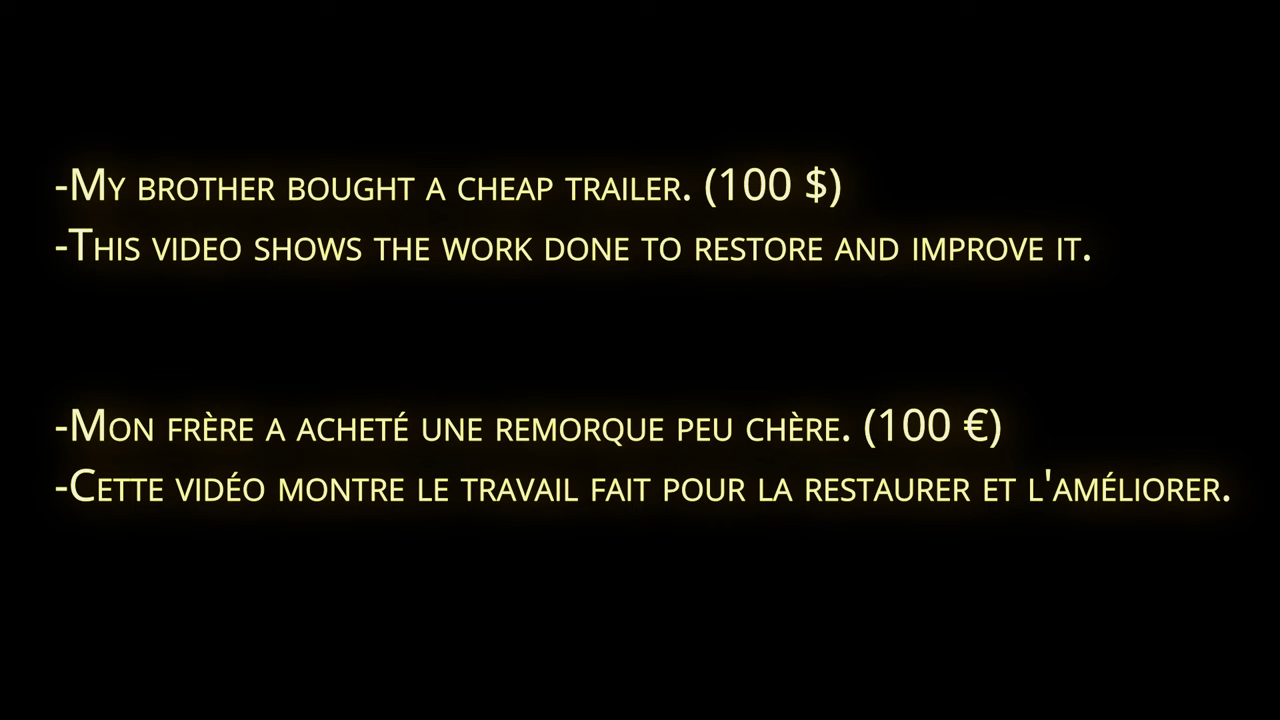 -My brother bought a cheap trailer. (100 $)
-This video shows the work done to restore and improve it.
-Mon frère a acheté une remorque peu chère. (100 €)
-Cette vidéo montre le travail fait pour la restaurer et l'améliorer.